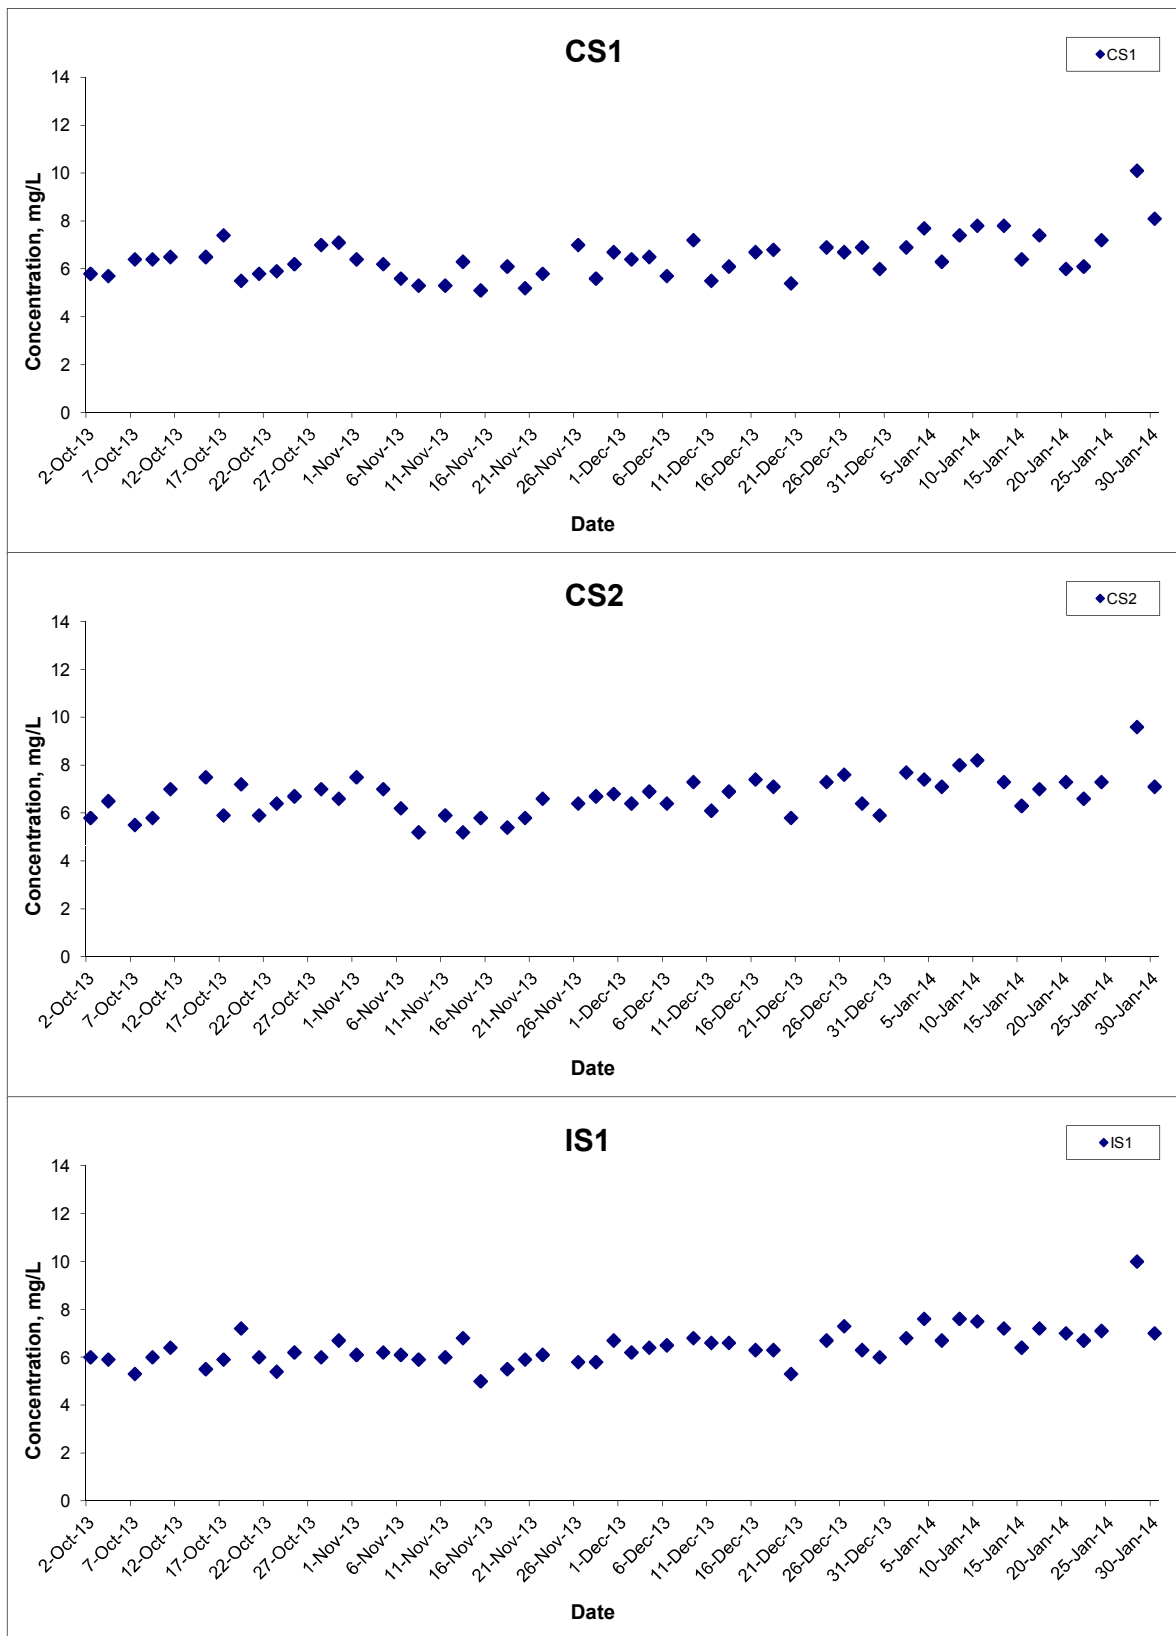 CS1
CS1
14
12
10
8
6
4
2
0
Concentration, mg/L
2-Oct-13
7-Oct-13
12-Oct-13
17-Oct-13
22-Oct-13
27-Oct-13
1-Nov-13
6-Nov-13
11-Nov-13
16-Nov-13
21-Nov-13
26-Nov-13
1-Dec-13
6-Dec-13
11-Dec-13
16-Dec-13
21-Dec-13
26-Dec-13
31-Dec-13
5-Jan-14
10-Jan-14
15-Jan-14
20-Jan-14
25-Jan-14
30-Jan-14
Date
CS2
CS2
14
12
10
8
6
4
2
0
Concentration, mg/L
2-Oct-13
7-Oct-13
12-Oct-13
17-Oct-13
22-Oct-13
27-Oct-13
1-Nov-13
6-Nov-13
11-Nov-13
16-Nov-13
21-Nov-13
26-Nov-13
1-Dec-13
6-Dec-13
11-Dec-13
16-Dec-13
21-Dec-13
26-Dec-13
31-Dec-13
5-Jan-14
10-Jan-14
15-Jan-14
20-Jan-14
25-Jan-14
30-Jan-14
Date
IS1
IS1
14
12
10
8
6
4
2
0
Concentration, mg/L
2-Oct-13
7-Oct-13
12-Oct-13
17-Oct-13
22-Oct-13
27-Oct-13
1-Nov-13
6-Nov-13
11-Nov-13
16-Nov-13
21-Nov-13
26-Nov-13
1-Dec-13
6-Dec-13
11-Dec-13
16-Dec-13
21-Dec-13
26-Dec-13
31-Dec-13
5-Jan-14
10-Jan-14
15-Jan-14
20-Jan-14
25-Jan-14
30-Jan-14
Date